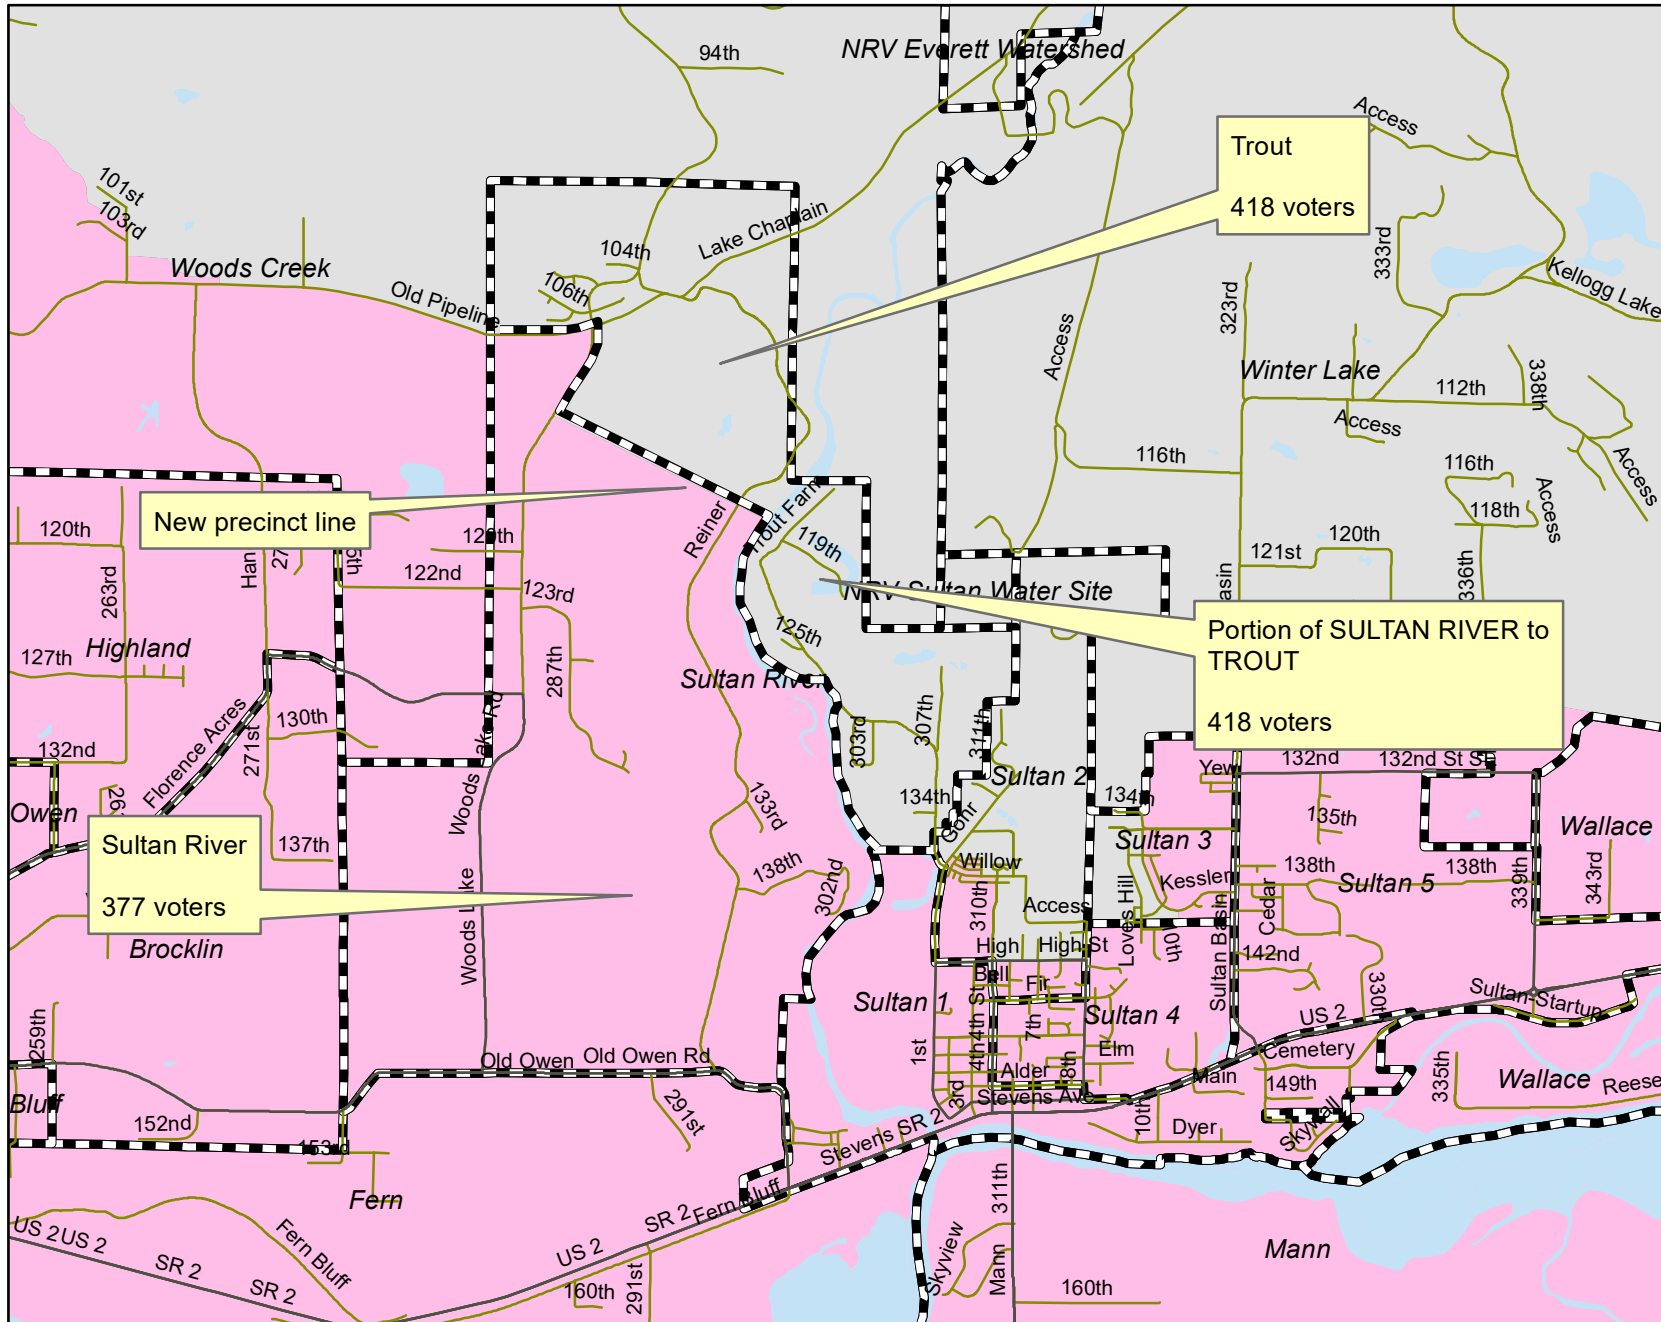 94th
NRV Everett Watershed
Access
Trout
418 voters
101st
103rd
Woods Creek
104th
Lake Chaplain
106th
Old Pipeline
333rd
Kellogg Lake
323rd
Access
Winter Lake
112th
338th
Access
116th
116th
Access
Access
118th
New precinct line
120th
Reiner
Trout Farm
119th
120th
121st
120th
Han
27
5th
122nd
123rd
263rd
NRV Sultan Water Site
asin
336th
125th
Portion of SULTAN RIVER to
TROUT
418 voters
Highland
127th
287th
Sultan River
Florence Acres
130th
271st
ake Rd
303rd
307th
311th
132nd
132nd
132nd St SE
Yew
Sultan 2
Owen
26
Woods
133rd
134th
Gohr
134th
135th
Wallace
Sultan River
377 voters
137th
138th
302nd
Willow
Sultan 3
138th
138th
Kessler
Sultan 5
339th
343rd
310th
Access
Loves Hill
Cedar
Brocklin
Woods Lake
High
High St
10th
Sultan Basin
142nd
330th
Bell
Fir
Sultan 1
4th St
7th
Sultan 4
US 2
Sultan-Startup
259th
Old Owen
Old Owen Rd
1st
4th
Elm
Cemetery
Alder
8th
Main
149th
335th
Wallace
Reese
Bluff
152nd
291st
3rd
Stevens Ave
10th
Dyer
Skywall
153rd
Stevens
SR 2
Fern
Fern Bluff
SR 2
Fern Bluff
311th
US 2
US 2
US 2
SR 2
SR 2
Skyview
Mann
Mann
160th
291st
160th